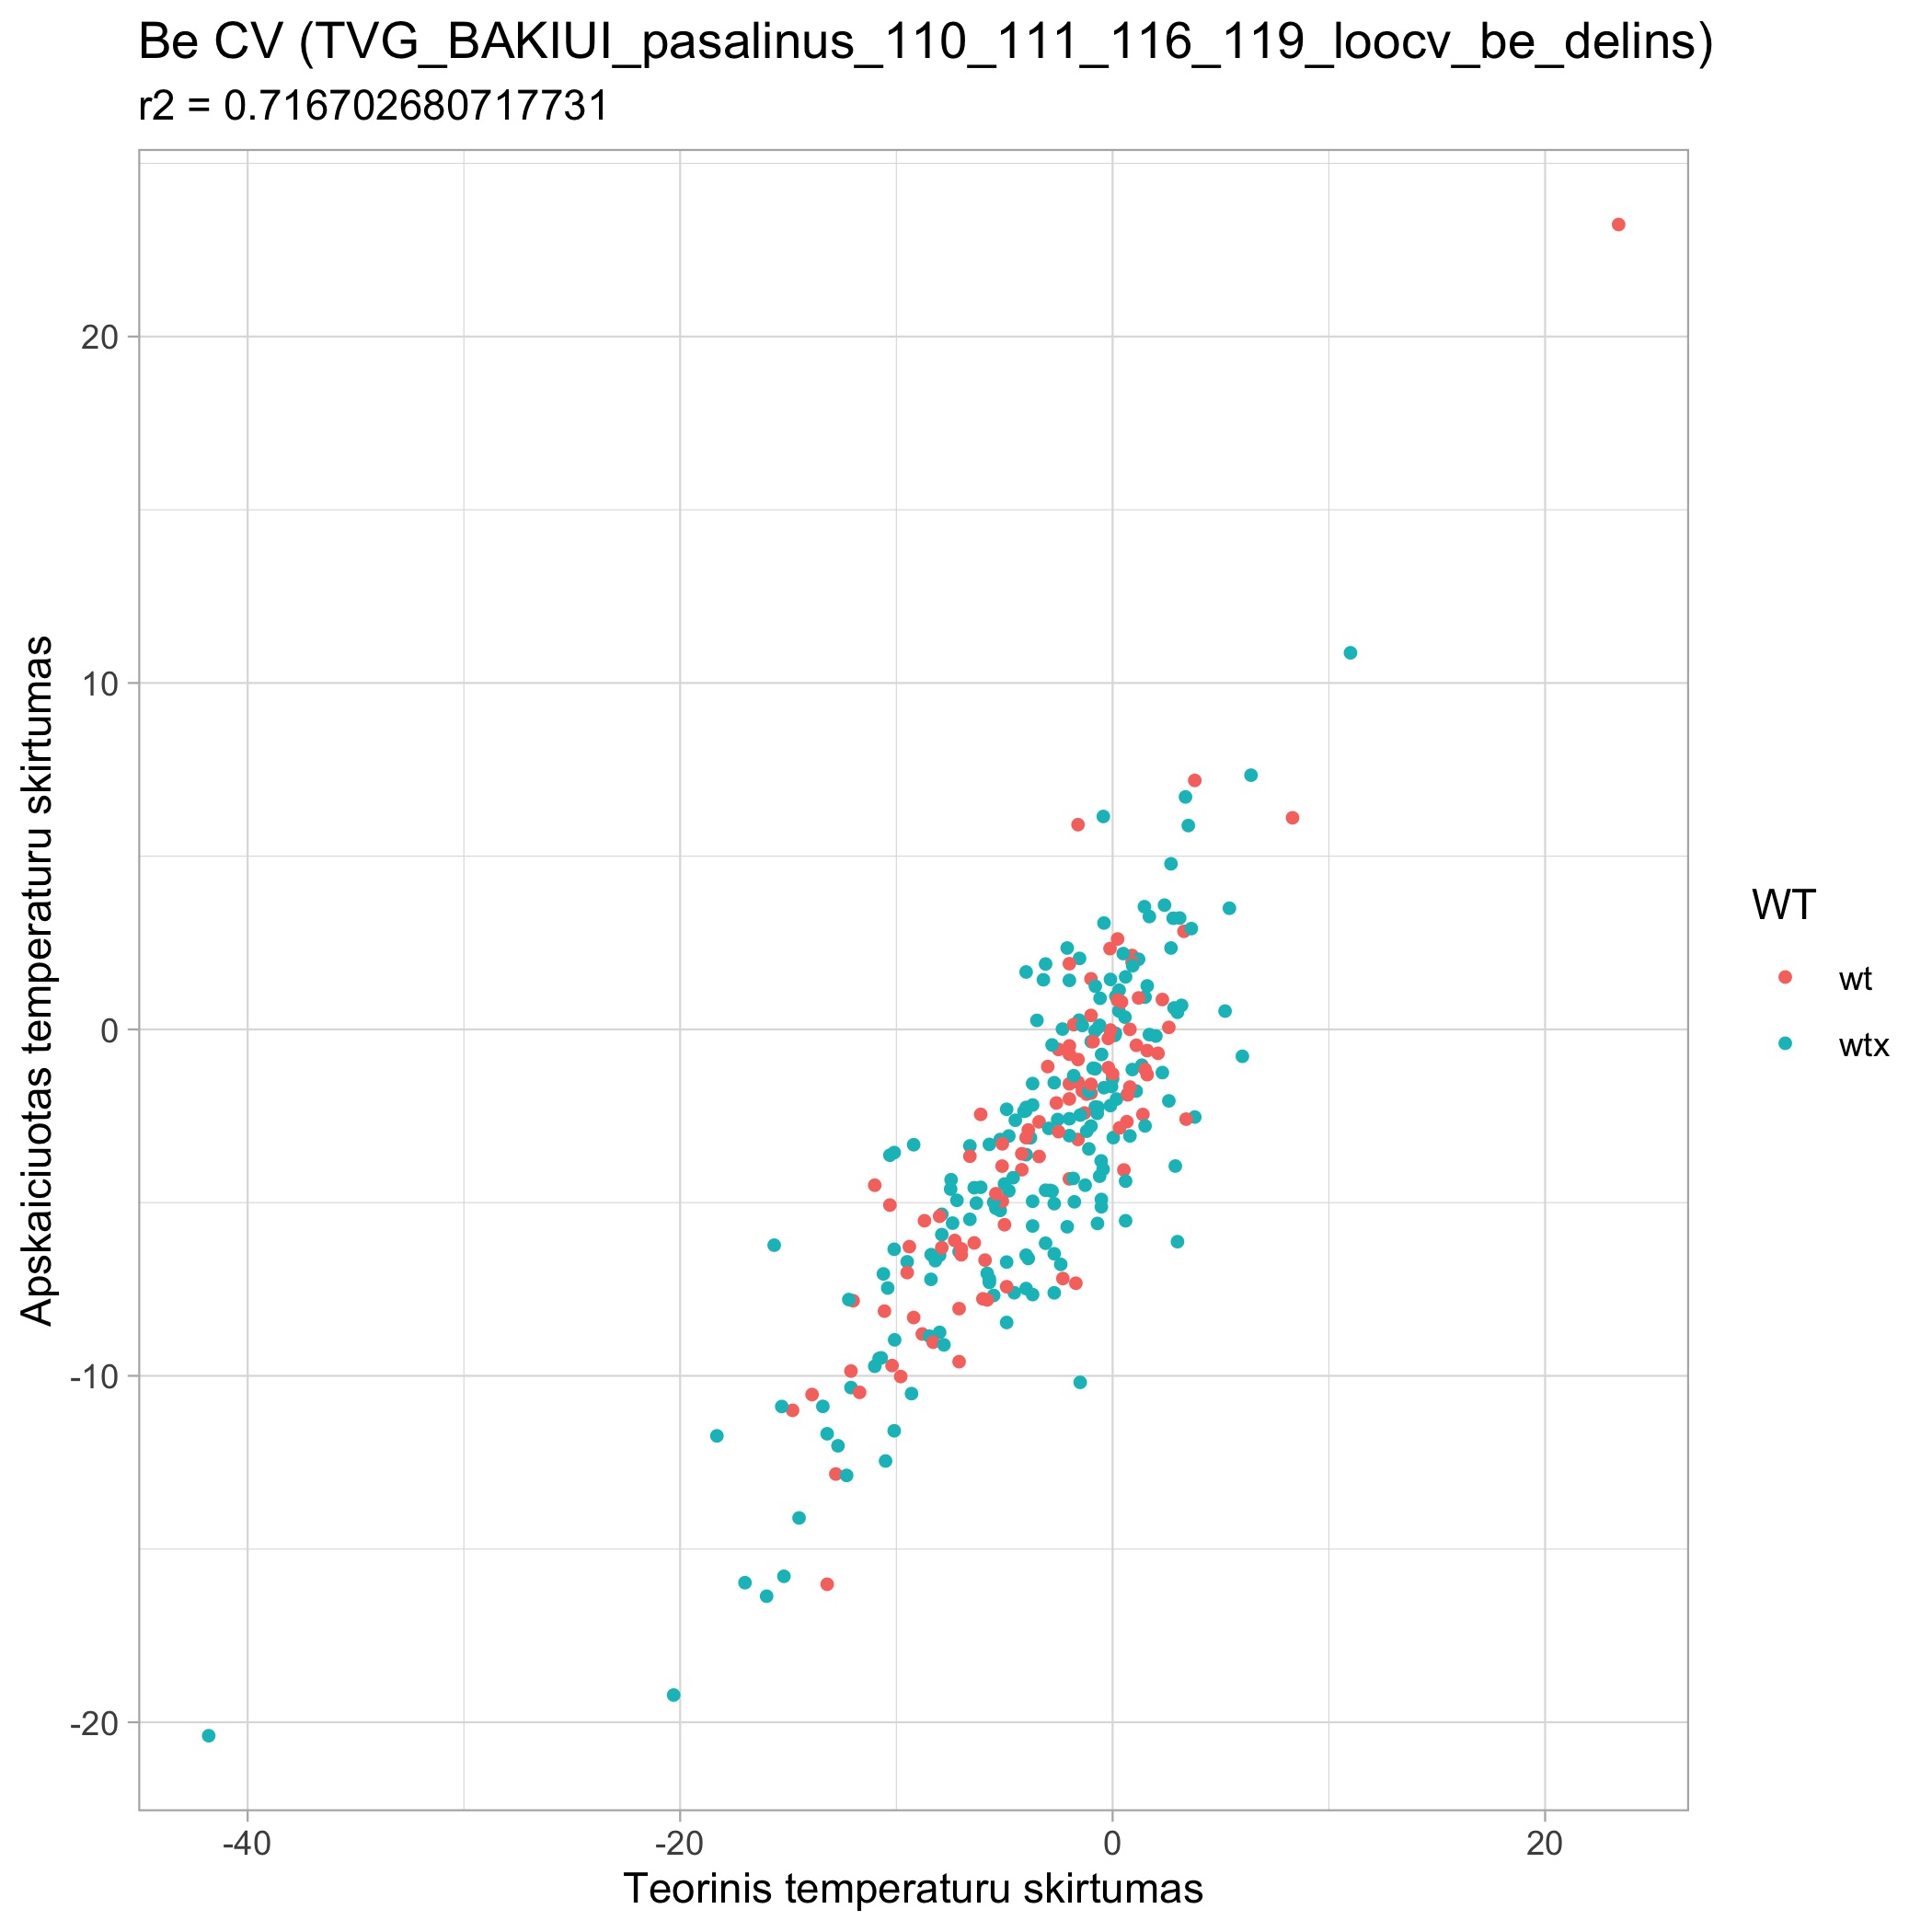 Be CV (TVG_BAKIUI_pasalinus_110_111_116_119_loocv_be_delins)
r2 = 0.716702680717731
20
10
0
-10
-20
Apskaiciuotas temperaturu skirtumas
-40
-20
0
20
Teorinis temperaturu skirtumas
WT
wt
wtx